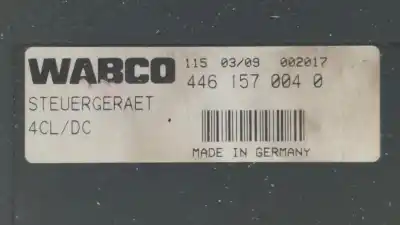 WABCO
115 03/09 002017
446 157 004 0
STEUERGERAET
4CL/DC
MADE IN GERMANY